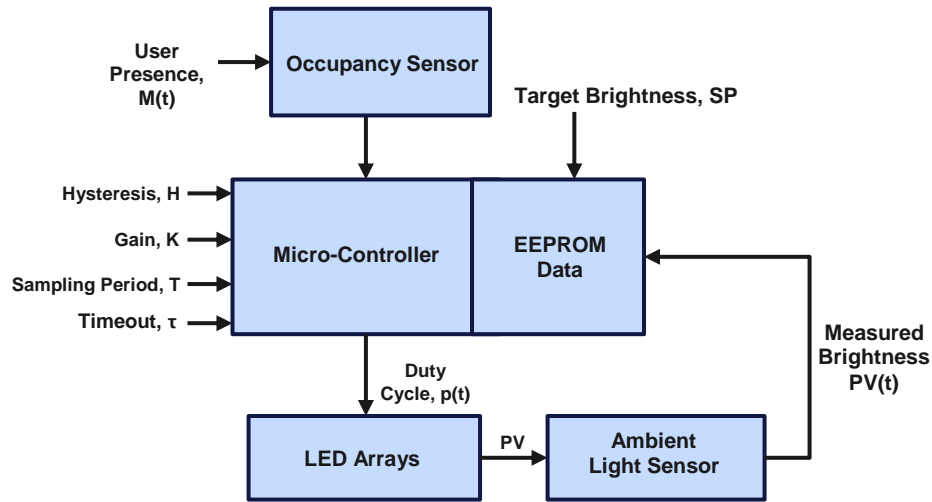 User
Presence,
M(t)
Occupancy Sensor
Target Brightness, SP
Hysteresis, H
Gain, K
Sampling Period, T
Timeout, τ
Micro-Controller
EEPROM
Data
Measured
Brightness
PV(t)
Duty
Cycle, p(t)
LED Arrays
PV
Ambient
Light Sensor